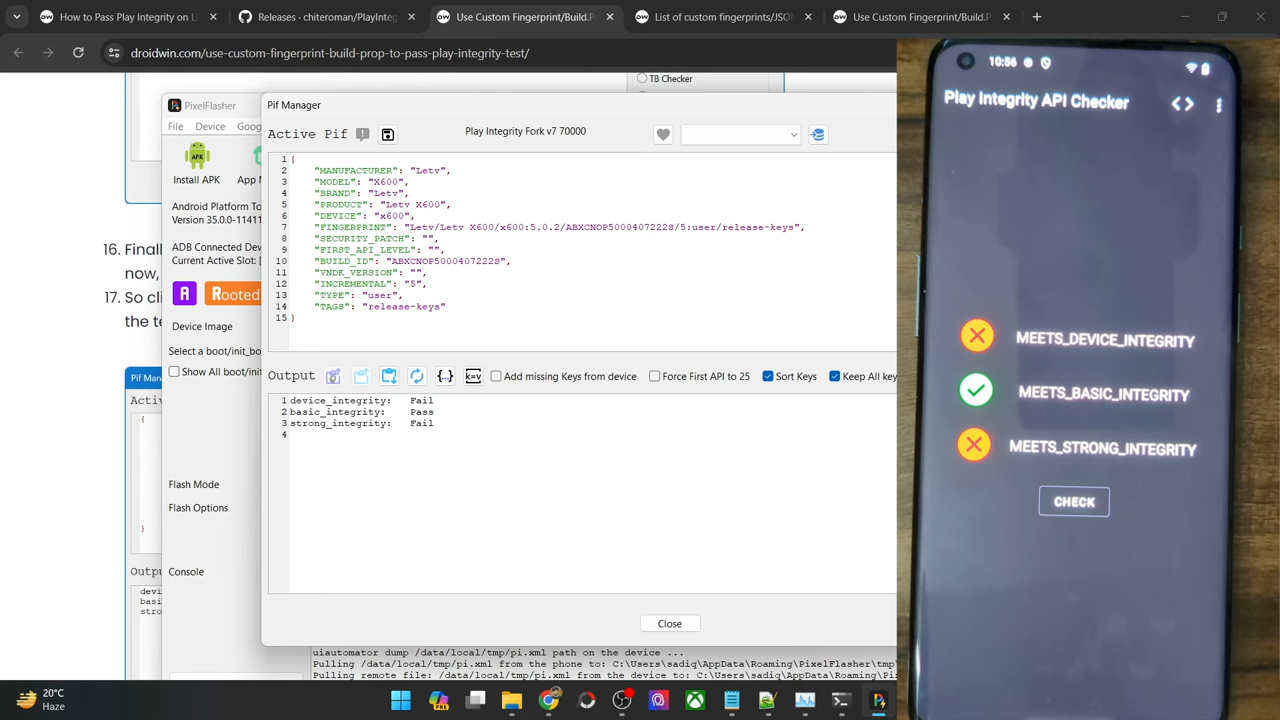 How to Pass Play Integrity on Li
Releases · chiteroman/PlayInteg
Use Custom Fingerprint/Build.P
List of custom fingerprints/JSON
Use Custom Fingerprint/Build.P
droidwin.com/use-custom-fingerprint-build-prop-to-pass-play-integrity-test/
TB Checker
PixelFlasher
File Device Goog
Install APK
App M
Android Platform To
Version 35.0.0-11411
ADB Connected Dev
Current Active Slot: [
A
Rooted
Device Image
Select a boot/init_bo
Show All boot/init
Flash Mode
Flash Options
Console
16. Finall
now,
17. So cli
the te
Pif Man
Activ
{
}
Outpu
devi
basi
stro
Pif Manager
Active Pif
Play Integrity Fork v7 70000
1 {
2 "MANUFACTURER": "Letv",
3 "MODEL": "X600",
4 "BRAND": "Letv",
5 "PRODUCT": "Letv X600",
6 "DEVICE": "x600",
7 "FINGERPRINT": "Letv/Letv X600/x600:5.0.2/ABXCNOP5000407222S/5:user/release-keys",
8 "SECURITY_PATCH": "",
9 "FIRST_API_LEVEL": "",
10 "BUILD_ID": "ABXCNOP5000407222S",
11 "VNDK_VERSION": "",
12 "INCREMENTAL": "5",
13 "TYPE": "user",
14 "TAGS": "release-keys"
15 }
Output
{..}
Add missing Keys from device
Force First API to 25
Sort Keys
Keep All key
1 device_integrity: Fail
2 basic_integrity: Pass
3 strong_integrity: Fail
4
Close
uiautomator dump /data/local/tmp/pi.xml path on the device ...
Pulling /data/local/tmp/pi.xml from the phone to: C:\Users\sadiq\AppData\Roaming\PixelFlasher\tmp
Pulling remote file: /data/local/tmp/pi.xml from the device to: C:\Users\sadiq\AppData\Roaming
20°C
Haze
PRE
10:56
Play Integrity API Checker
MEETS_DEVICE_INTEGRITY
MEETS_BASIC_INTEGRITY
MEETS_STRONG_INTEGRITY
CHECK